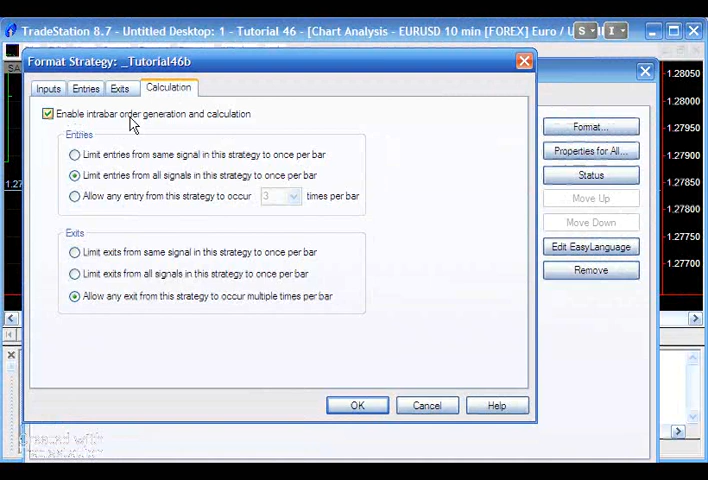 TradeStation 8.7 - Untitled Desktop: 1 - Tutorial 46 - [Chart Analysis - EURUSD 10 min [FOREX] Euro / U
S
I
Format Strategy: _Tutorial46b
Inputs
Entries
Exits
Calculation
Enable intrabar order generation and calculation
Entries
Limit entries from same signal in this strategy to once per bar
Limit entries from all signals in this strategy to once per bar
Allow any entry from this strategy to occur
3
times per bar
Exits
Limit exits from same signal in this strategy to once per bar
Limit exits from all signals in this strategy to once per bar
Allow any exit from this strategy to occur multiple times per bar
OK
Cancel
Help
Format...
Properties for All...
Status
Move Up
Move Down
Edit EasyLanguage
Remove
1.28050
1.27950
1.27850
1.27800
1.27750
1.27700
SA
1.27